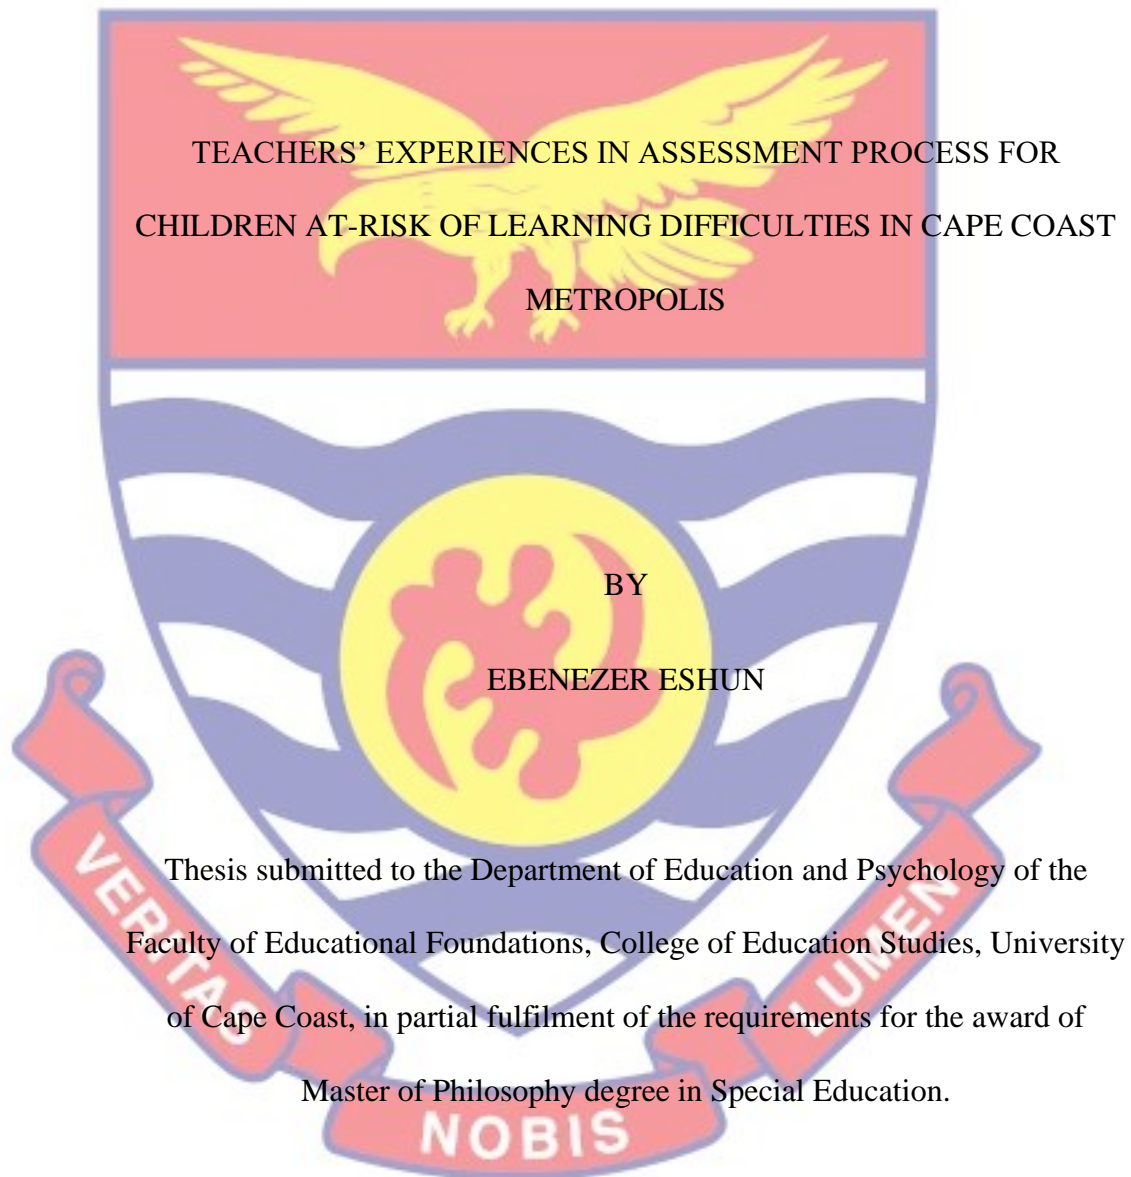 TEACHERS’ EXPERIENCES IN ASSESSMENT PROCESS FOR
CHILDREN AT-RISK OF LEARNING DIFFICULTIES IN CAPE COAST
METROPOLIS
BY
EBENEZER ESHUN
Thesis submitted to the Department of Education and Psychology of the
Faculty of Educational Foundations, College of Education Studies, University
of Cape Coast, in partial fulfilment of the requirements for the award of
Master of Philosophy degree in Special Education.
VERITAS
NOBIS
LUMEN